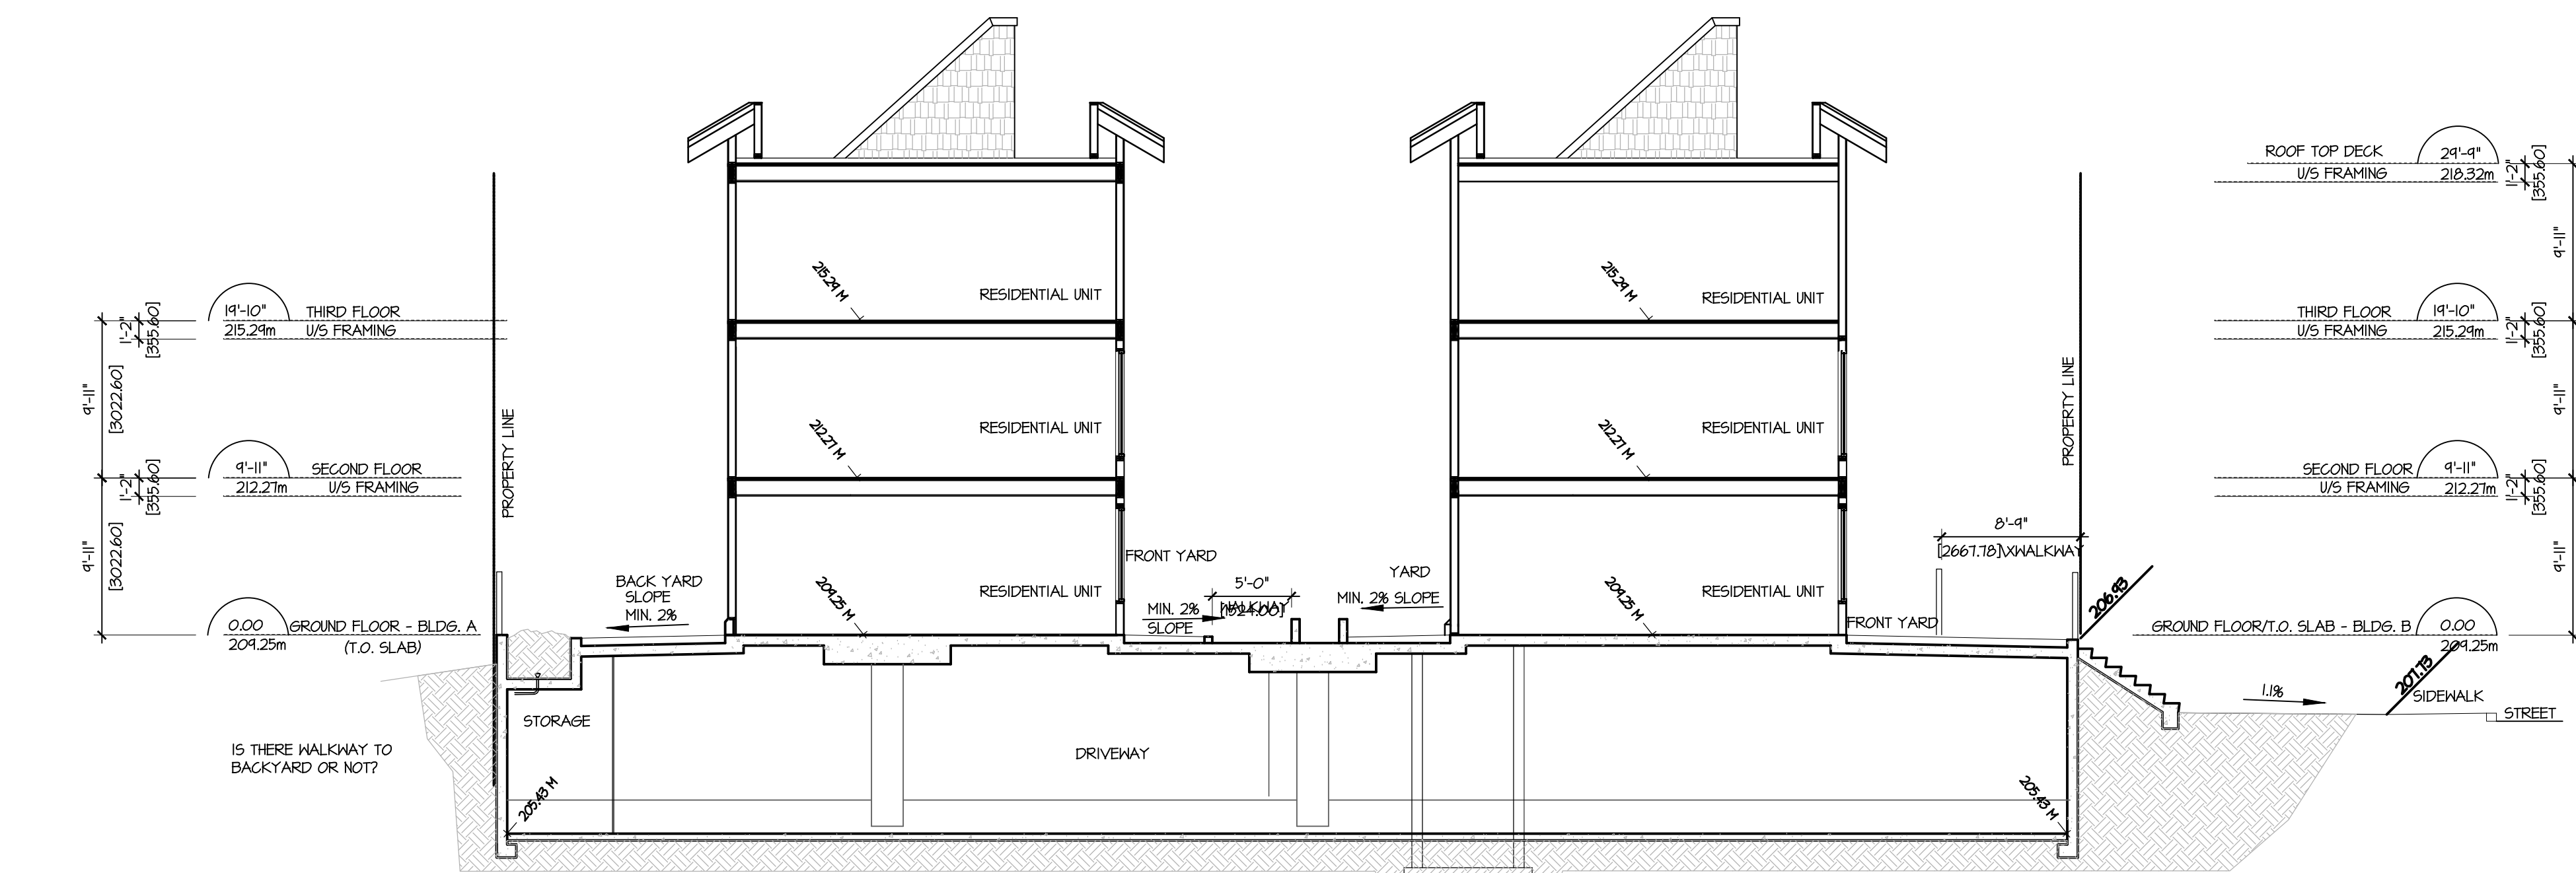 ROOF TOP DECK 29'-9"
U/S FRAMING 218.32m
1'-2"
[355.60]
9'-11"
19'-10" THIRD FLOOR
215.29m U/S FRAMING
1'-2"
[355.60]
9'-11"
[3022.60]
9'-11" SECOND FLOOR
212.27m U/S FRAMING
1'-2"
[355.60]
9'-11"
[3022.60]
0.00 GROUND FLOOR - BLDG. A
209.25m (T.O. SLAB)
PROPERTY LINE
IS THERE WALKWAY TO
BACKYARD OR NOT?
BACK YARD
SLOPE
MIN. 2%
215.29 M
RESIDENTIAL UNIT
212.27 M
RESIDENTIAL UNIT
209.25 M
RESIDENTIAL UNIT
FRONT YARD
MIN. 2%
SLOPE
5'-0"
WALKWAY
[1524.00]
YARD
MIN. 2% SLOPE
215.29 M
RESIDENTIAL UNIT
212.27 M
RESIDENTIAL UNIT
209.25 M
RESIDENTIAL UNIT
FRONT YARD
8'-9"
[2667.78]\XWALKWAY
PROPERTY LINE
206.93
THIRD FLOOR 19'-10"
U/S FRAMING 215.29m
1'-2"
[355.60]
9'-11"
SECOND FLOOR 9'-11"
U/S FRAMING 212.27m
1'-2"
[355.60]
9'-11"
GROUND FLOOR/T.O. SLAB - BLDG. B 0.00
209.25m
207.73
1.1%
SIDEWALK
STREET
STORAGE
DRIVEWAY
205.43 M
205.43 M